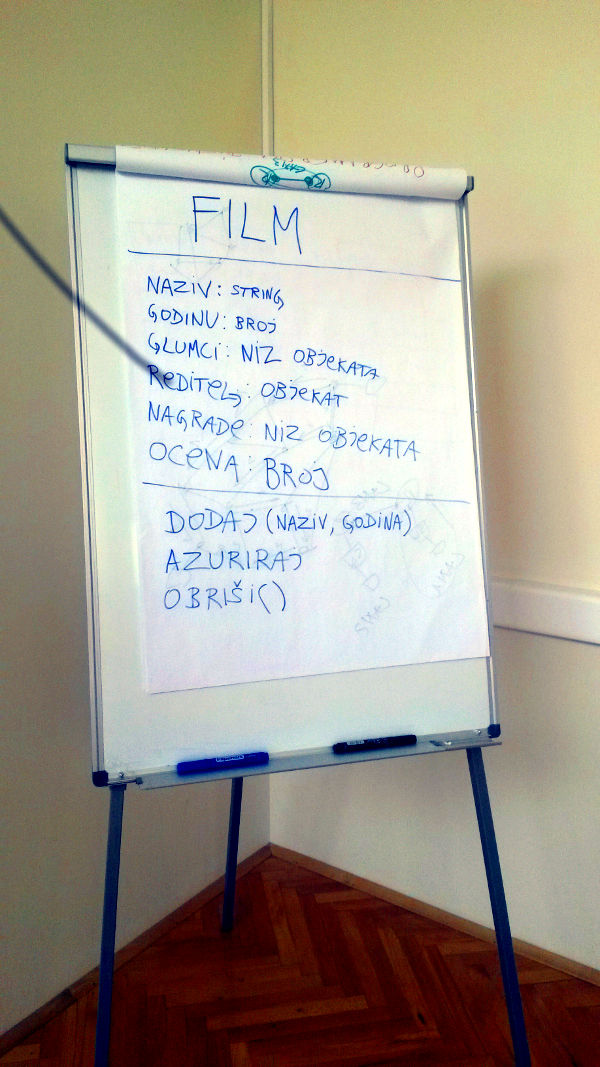 FILM
NAZIV: STRING
GODINU: BROJ
GLUMCI: NIZ OBJEKATA
REDITELJ: OBJEKAT
NAGRADE: NIZ OBJEKATA
OCENA: BROJ
DODAJ (NAZIV, GODINA)
AZURIRAJ
OBRIŠI()